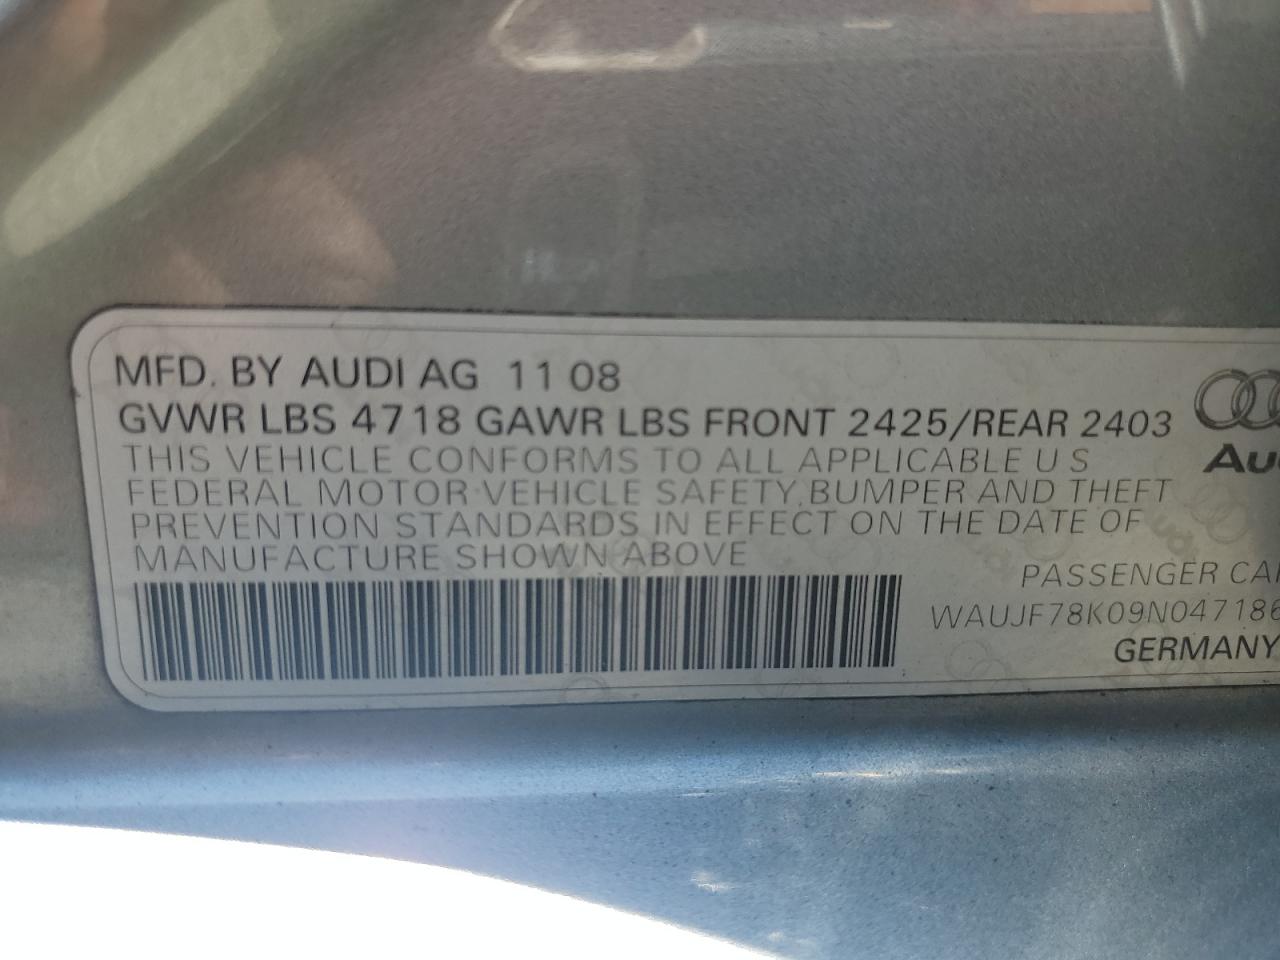 MFD. BY AUDI AG 11 08
GVWR LBS 4718 GAWR LBS FRONT 2425/REAR 2403
THIS VEHICLE CONFORMS TO ALL APPLICABLE U S
FEDERAL MOTOR VEHICLE SAFETY, BUMPER AND THEFT
PREVENTION STANDARDS IN EFFECT ON THE DATE OF
MANUFACTURE SHOWN ABOVE
Au
PASSENGER CA
WAUJF78K09N047186
GERMANY